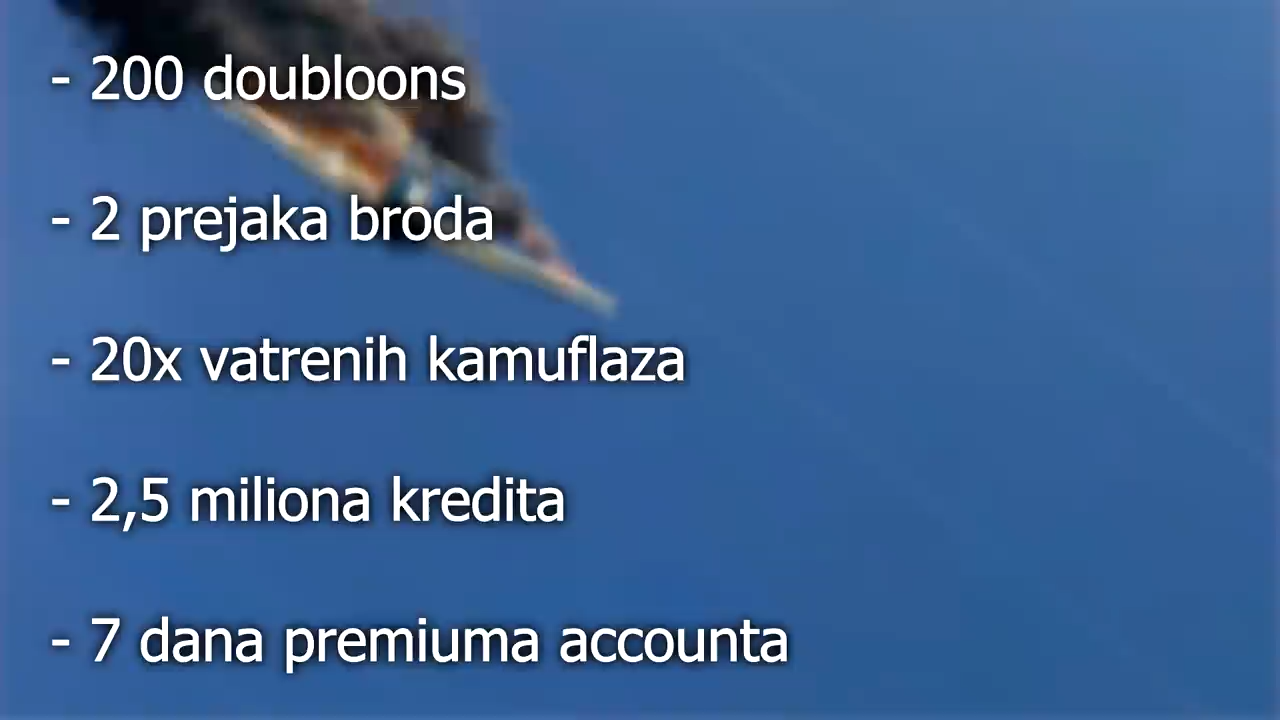 - 200 doubloons
- 2 prejaka broda
- 20x vatrenih kamuflaza
- 2,5 miliona kredita
- 7 dana premiuma accounta